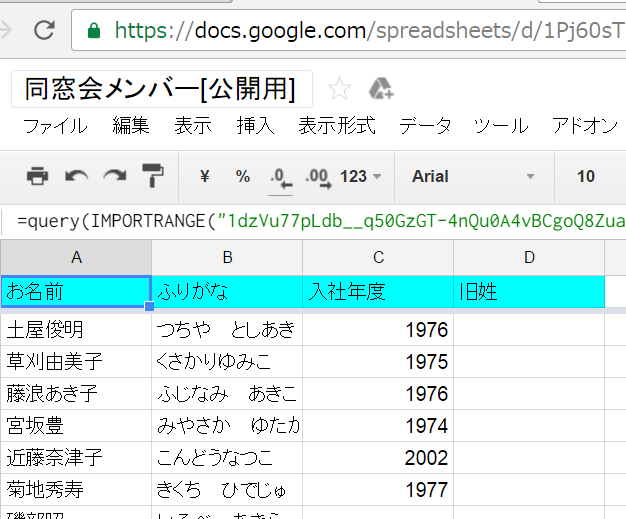 https://docs.google.com/spreadsheets/d/1Pj60sT
同窓会メンバー[公開用]
ファイル 編集 表示 挿入 表示形式 データ ツール アドオン
¥ % .0 .00 123 Arial 10
=query(IMPORTRANGE("1dzVu77pLdb__q50GzGT-4nQu0A4vBCgoQ8Zua
A B C D
お名前 ふりがな 入社年度 旧姓
土屋俊明 つちや　としあき 1976
草刈由美子 くさかりゆみこ 1975
藤浪あき子 ふじなみ　あきこ 1976
宮坂豊 みやさか　ゆたか 1974
近藤奈津子 こんどうなつこ 2002
菊地秀寿 きくち　ひでじゅ 1977